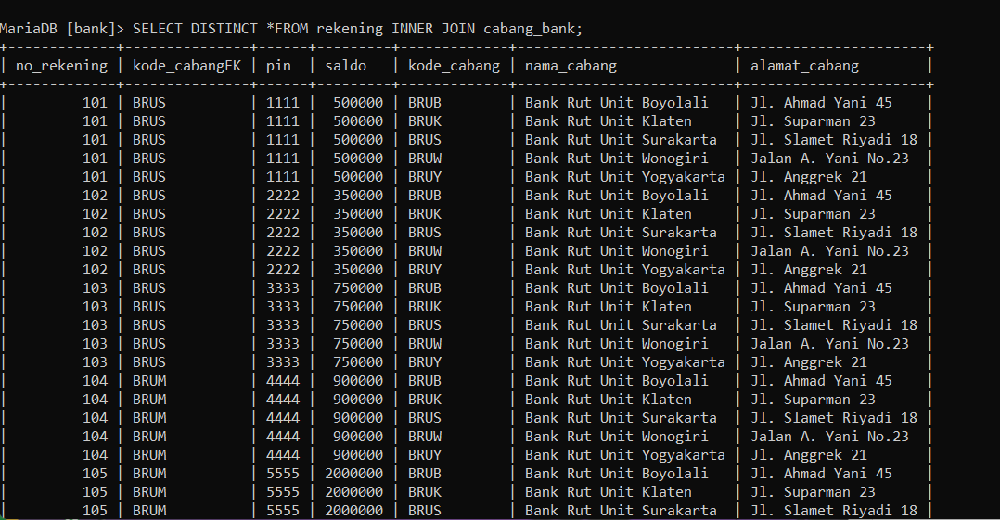 MariaDB [bank]> SELECT DISTINCT *FROM rekening INNER JOIN cabang_bank;
+-------------+---------------+------+---------+-------------+-------------------------+----------------------+
| no_rekening | kode_cabangFK | pin  | saldo   | kode_cabang | nama_cabang             | alamat_cabang        |
+-------------+---------------+------+---------+-------------+-------------------------+----------------------+
|         101 | BRUS          | 1111 |  500000 | BRUB        | Bank Rut Unit Boyolali  | Jl. Ahmad Yani 45    |
|         101 | BRUS          | 1111 |  500000 | BRUK        | Bank Rut Unit Klaten    | Jl. Suparman 23      |
|         101 | BRUS          | 1111 |  500000 | BRUS        | Bank Rut Unit Surakarta | Jl. Slamet Riyadi 18 |
|         101 | BRUS          | 1111 |  500000 | BRUW        | Bank Rut Unit Wonogiri  | Jalan A. Yani No.23  |
|         101 | BRUS          | 1111 |  500000 | BRUY        | Bank Rut Unit Yogyakarta | Jl. Anggrek 21       |
|         102 | BRUS          | 2222 |  350000 | BRUB        | Bank Rut Unit Boyolali  | Jl. Ahmad Yani 45    |
|         102 | BRUS          | 2222 |  350000 | BRUK        | Bank Rut Unit Klaten    | Jl. Suparman 23      |
|         102 | BRUS          | 2222 |  350000 | BRUS        | Bank Rut Unit Surakarta | Jl. Slamet Riyadi 18 |
|         102 | BRUS          | 2222 |  350000 | BRUW        | Bank Rut Unit Wonogiri  | Jalan A. Yani No.23  |
|         102 | BRUS          | 2222 |  350000 | BRUY        | Bank Rut Unit Yogyakarta | Jl. Anggrek 21       |
|         103 | BRUS          | 3333 |  750000 | BRUB        | Bank Rut Unit Boyolali  | Jl. Ahmad Yani 45    |
|         103 | BRUS          | 3333 |  750000 | BRUK        | Bank Rut Unit Klaten    | Jl. Suparman 23      |
|         103 | BRUS          | 3333 |  750000 | BRUS        | Bank Rut Unit Surakarta | Jl. Slamet Riyadi 18 |
|         103 | BRUS          | 3333 |  750000 | BRUW        | Bank Rut Unit Wonogiri  | Jalan A. Yani No.23  |
|         103 | BRUS          | 3333 |  750000 | BRUY        | Bank Rut Unit Yogyakarta | Jl. Anggrek 21       |
|         104 | BRUM          | 4444 |  900000 | BRUB        | Bank Rut Unit Boyolali  | Jl. Ahmad Yani 45    |
|         104 | BRUM          | 4444 |  900000 | BRUK        | Bank Rut Unit Klaten    | Jl. Suparman 23      |
|         104 | BRUM          | 4444 |  900000 | BRUS        | Bank Rut Unit Surakarta | Jl. Slamet Riyadi 18 |
|         104 | BRUM          | 4444 |  900000 | BRUW        | Bank Rut Unit Wonogiri  | Jalan A. Yani No.23  |
|         104 | BRUM          | 4444 |  900000 | BRUY        | Bank Rut Unit Yogyakarta | Jl. Anggrek 21       |
|         105 | BRUM          | 5555 | 2000000 | BRUB        | Bank Rut Unit Boyolali  | Jl. Ahmad Yani 45    |
|         105 | BRUM          | 5555 | 2000000 | BRUK        | Bank Rut Unit Klaten    | Jl. Suparman 23      |
|         105 | BRUM          | 5555 | 2000000 | BRUS        | Bank Rut Unit Surakarta | Jl. Slamet Riyadi 18 |